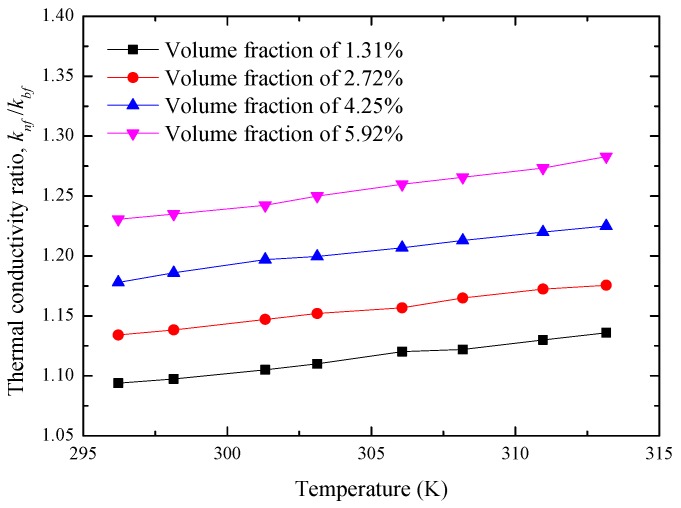 1.40
1.35
1.30
1.25
1.20
1.15
1.10
1.05
Thermal conductivity ratio, k_nf/k_bf
Volume fraction of 1.31%
Volume fraction of 2.72%
Volume fraction of 4.25%
Volume fraction of 5.92%
295
300
305
310
315
Temperature (K)